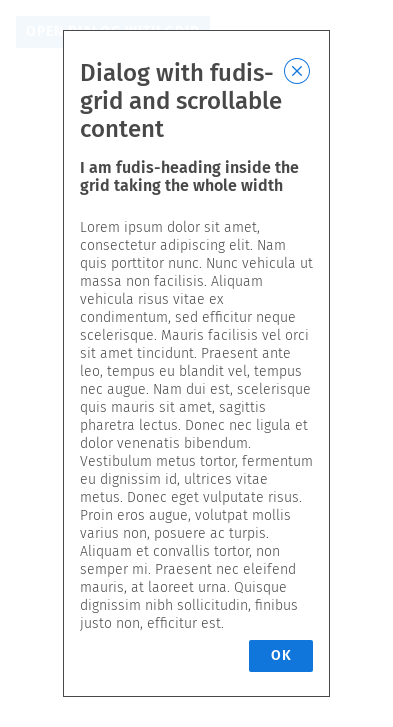 Dialog with fudis-
grid and scrollable
content
I am fudis-heading inside the
grid taking the whole width
Lorem ipsum dolor sit amet,
consectetur adipiscing elit. Nam
quis porttitor nunc. Nunc vehicula ut
massa non facilisis. Aliquam
vehicula risus vitae ex
condimentum, sed efficitur neque
scelerisque. Mauris facilisis vel orci
sit amet tincidunt. Praesent ante
leo, tempus eu blandit vel, tempus
nec augue. Nam dui est, scelerisque
quis mauris sit amet, sagittis
pharetra lectus. Donec nec ligula et
dolor venenatis bibendum.
Vestibulum metus tortor, fermentum
eu dignissim id, ultrices vitae
metus. Donec eget vulputate risus.
Proin eros augue, volutpat mollis
varius non, posuere ac turpis.
Aliquam et convallis tortor, non
semper mi. Praesent nec eleifend
mauris, at laoreet urna. Quisque
dignissim nibh sollicitudin, finibus
justo non, efficitur est.
OK